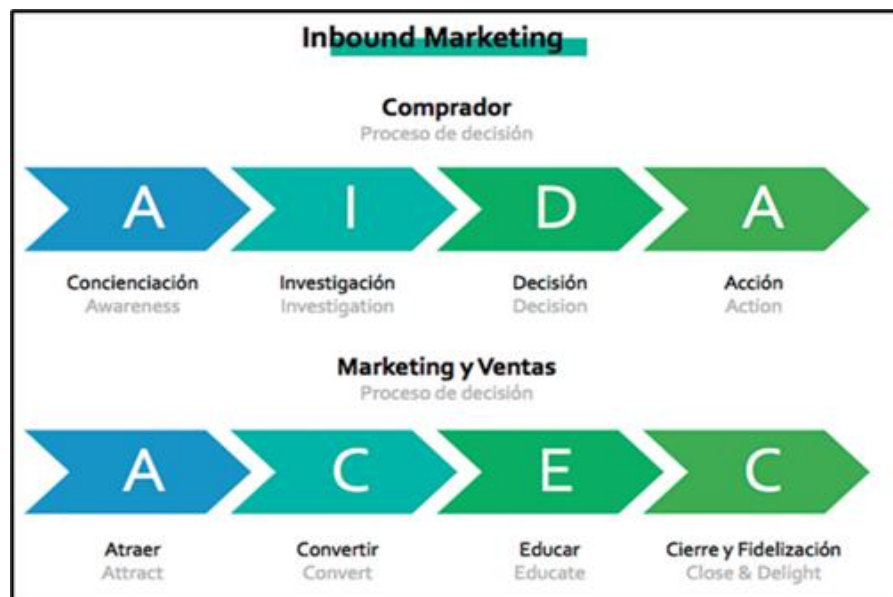 Inbound Marketing
Comprador
Proceso de decisión
A I D A
Concienciación Investigación Decisión Acción
Awareness Investigation Decision Action
Marketing y Ventas
Proceso de decisión
A C E C
Atraer Convertir Educar Cierre y Fidelización
Attract Convert Educate Close & Delight